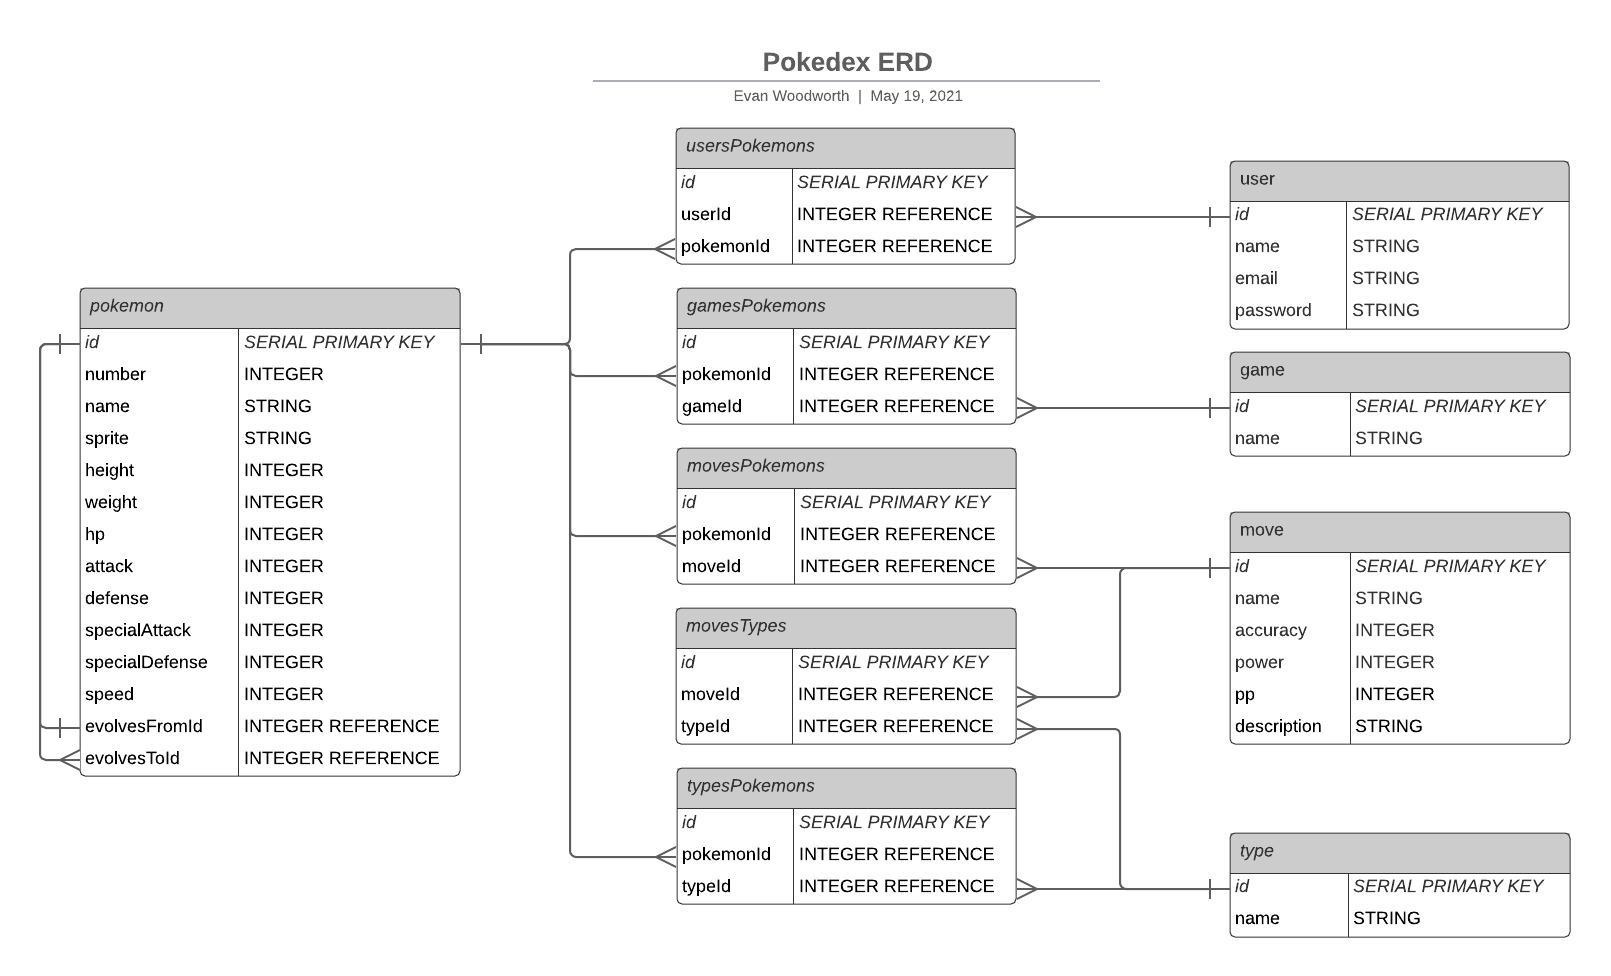 Pokedex ERD
Evan Woodworth | May 19, 2021
pokemon
id SERIAL PRIMARY KEY
number INTEGER
name STRING
sprite STRING
height INTEGER
weight INTEGER
hp INTEGER
attack INTEGER
defense INTEGER
specialAttack INTEGER
specialDefense INTEGER
speed INTEGER
evolvesFromId INTEGER REFERENCE
evolvesToId INTEGER REFERENCE
usersPokemons
id SERIAL PRIMARY KEY
userId INTEGER REFERENCE
pokemonId INTEGER REFERENCE
gamesPokemons
id SERIAL PRIMARY KEY
pokemonId INTEGER REFERENCE
gameId INTEGER REFERENCE
movesPokemons
id SERIAL PRIMARY KEY
pokemonId INTEGER REFERENCE
moveId INTEGER REFERENCE
movesTypes
id SERIAL PRIMARY KEY
moveId INTEGER REFERENCE
typeId INTEGER REFERENCE
typesPokemons
id SERIAL PRIMARY KEY
pokemonId INTEGER REFERENCE
typeId INTEGER REFERENCE
user
id SERIAL PRIMARY KEY
name STRING
email STRING
password STRING
game
id SERIAL PRIMARY KEY
name STRING
move
id SERIAL PRIMARY KEY
name STRING
accuracy INTEGER
power INTEGER
pp INTEGER
description STRING
type
id SERIAL PRIMARY KEY
name STRING